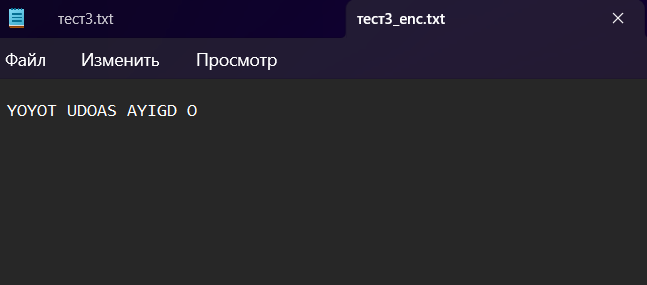 тест3.txt тест3_enc.txt
Файл Изменить Просмотр
YOYOT UDOAS AYIGD O